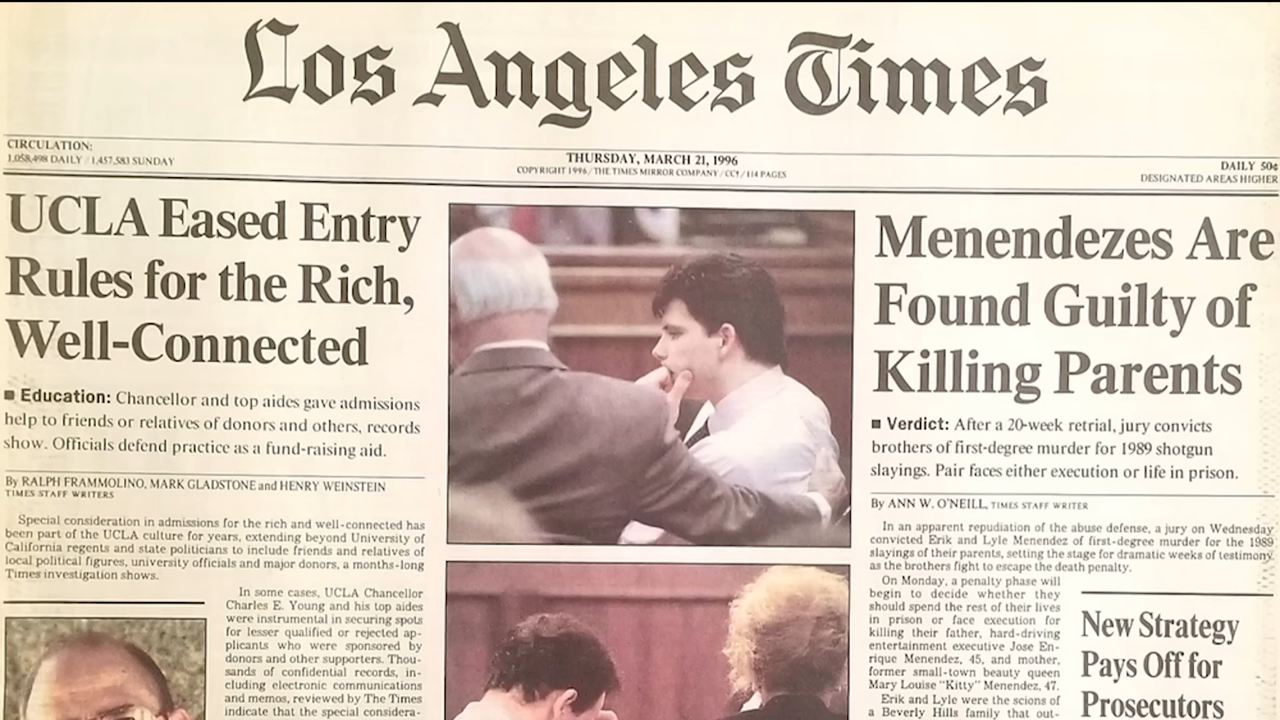 Los Angeles Times
CIRCULATION:
1,058,498 DAILY / 1,457,583 SUNDAY
THURSDAY, MARCH 21, 1996
COPYRIGHT 1996/THE TIMES MIRROR COMPANY/CC†/114 PAGES
DAILY 50¢
DESIGNATED AREAS HIGHER
UCLA Eased Entry
Rules for the Rich,
Well-Connected
■ Education: Chancellor and top aides gave admissions
help to friends or relatives of donors and others, records
show. Officials defend practice as a fund-raising aid.
By RALPH FRAMMOLINO, MARK GLADSTONE and HENRY WEINSTEIN
TIMES STAFF WRITERS
Special consideration in admissions for the rich and well-connected has
been part of the UCLA culture for years, extending beyond University of
California regents and state politicians to include friends and relatives of
local political figures, university officials and major donors, a months-long
Times investigation shows.
In some cases, UCLA Chancellor
Charles E. Young and his top aides
were instrumental in securing spots
for lesser qualified or rejected ap-
plicants who were sponsored by
donors and other supporters. Thou-
sands of confidential records, in-
cluding electronic communications
and memos, reviewed by The Times
indicate that the special considera-
Menendezes Are
Found Guilty of
Killing Parents
■ Verdict: After a 20-week retrial, jury convicts
brothers of first-degree murder for 1989 shotgun
slayings. Pair faces either execution or life in prison.
By ANN W. O'NEILL, TIMES STAFF WRITER
In an apparent repudiation of the abuse defense, a jury on Wednesday
convicted Erik and Lyle Menendez of first-degree murder for the 1989
slayings of their parents, setting the stage for dramatic weeks of testimony
as the brothers fight to escape the death penalty.
On Monday, a penalty phase will
begin to decide whether they
should spend the rest of their lives
in prison or face execution for
killing their father, hard-driving
entertainment executive Jose En-
rique Menendez, 45, and mother,
former small-town beauty queen
Mary Louise "Kitty" Menendez, 47.
Erik and Lyle were the scions of
a Beverly Hills family that out-
New Strategy
Pays Off for
Prosecutors